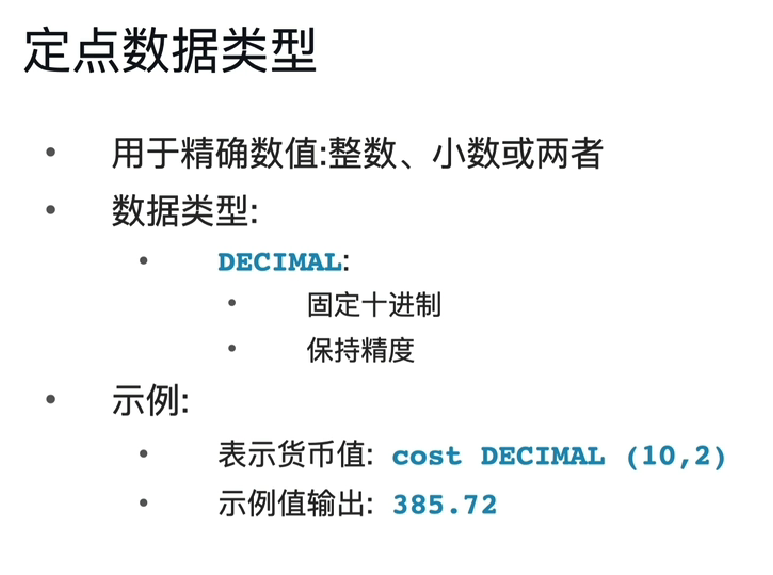 定点数据类型
• 用于精确数值:整数、小数或两者
• 数据类型:
• DECIMAL:
• 固定十进制
• 保持精度
• 示例:
• 表示货币值: cost DECIMAL (10,2)
• 示例值输出: 385.72